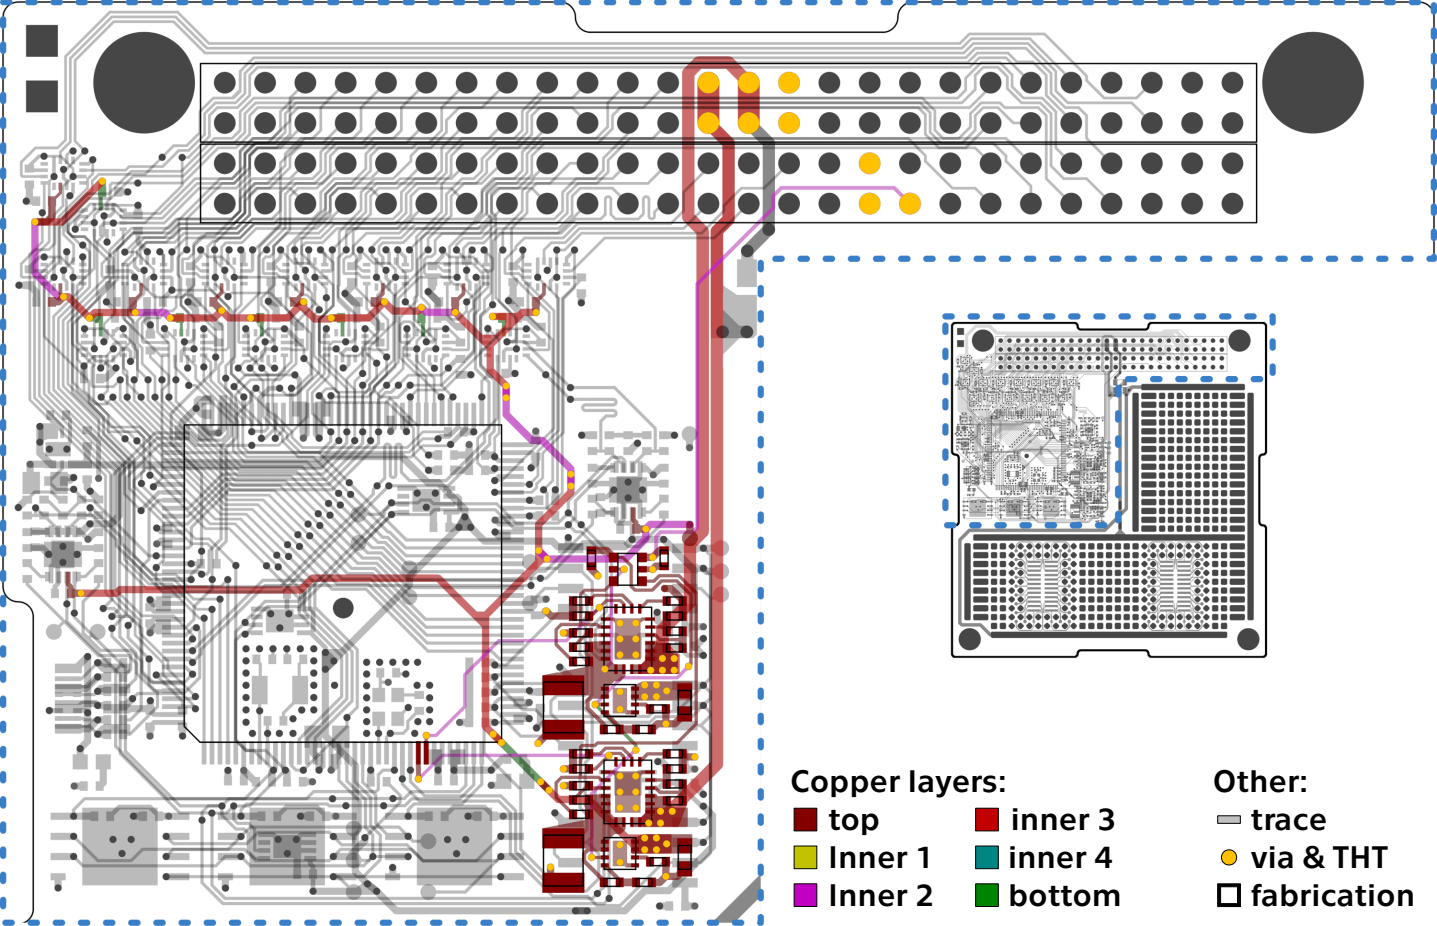 Copper layers:
Other:
top
inner 3
trace
Inner 1
inner 4
via & THT
Inner 2
bottom
fabrication